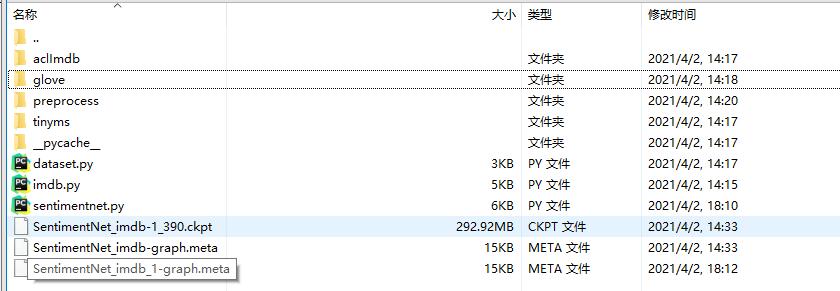 名称 大小 类型 修改时间
..
aclImdb 文件夹 2021/4/2, 14:17
glove 文件夹 2021/4/2, 14:18
preprocess 文件夹 2021/4/2, 14:20
tinyms 文件夹 2021/4/2, 14:17
__pycache__ 文件夹 2021/4/2, 14:17
dataset.py 3KB PY 文件 2021/4/2, 14:17
imdb.py 5KB PY 文件 2021/4/2, 14:15
sentimentnet.py 6KB PY 文件 2021/4/2, 18:10
SentimentNet_imdb-1_390.ckpt 292.92MB CKPT 文件 2021/4/2, 14:33
SentimentNet_imdb-graph.meta 15KB META 文件 2021/4/2, 14:33
SentimentNet_imdb_1-graph.meta 15KB META 文件 2021/4/2, 18:12